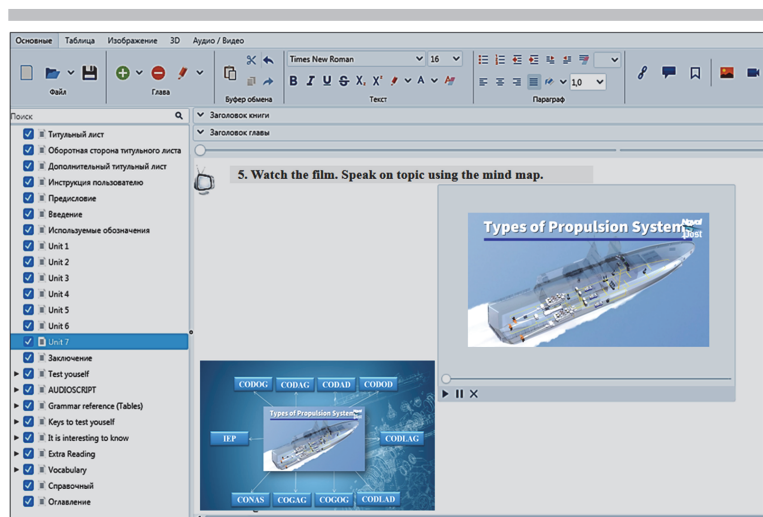 Основные Таблица Изображение 3D Аудио / Видео
Times New Roman 16
B I U S X, X'
A
1,0
Файл Глава Буфер обмена Текст Параграф
Поиск
Титульный лист
Оборотная сторона титульного листа
Дополнительный титульный лист
Инструкция пользователю
Предисловие
Введение
Используемые обозначения
Unit 1
Unit 2
Unit 3
Unit 4
Unit 5
Unit 6
Unit 7
Заключение
Test youself
AUDIOSCRIPT
Grammar reference (Tables)
Keys to test youself
It is interesting to know
Extra Reading
Vocabulary
Справочный
Оглавление
Заголовок книги
Заголовок главы
5. Watch the film. Speak on topic using the mind map.
Types of Propulsion Systems
Naval
Post
CODOG CODAG CODAD CODOD
Types of Propulsion Systems
IEP CODLAG
CONAS COGAG COGOG CODLAD